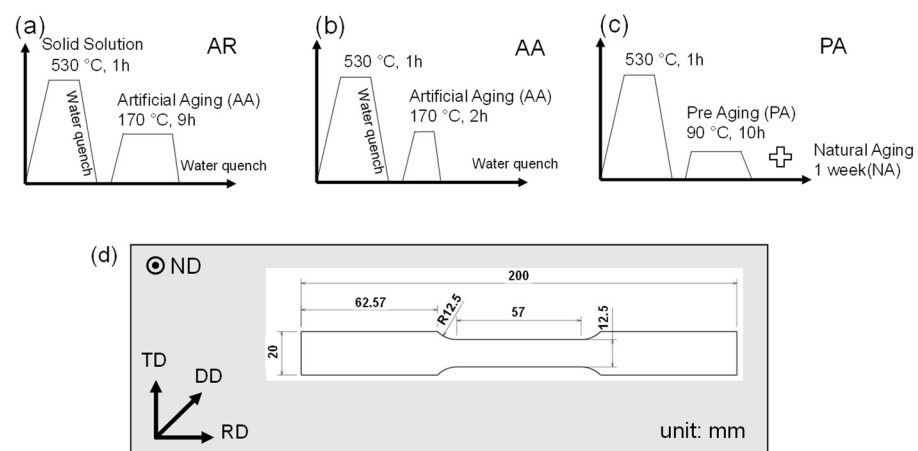 (a)
AR
Solid Solution
530 °C, 1h
Water quench
Artificial Aging (AA)
170 °C, 9h
Water quench
(b)
AA
530 °C, 1h
Water quench
Artificial Aging (AA)
170 °C, 2h
Water quench
(c)
PA
530 °C, 1h
Pre Aging (PA)
90 °C, 10h
Natural Aging
1 week(NA)
(d)
ND
200
62.57
R12.5
57
12.5
20
TD
DD
RD
unit: mm